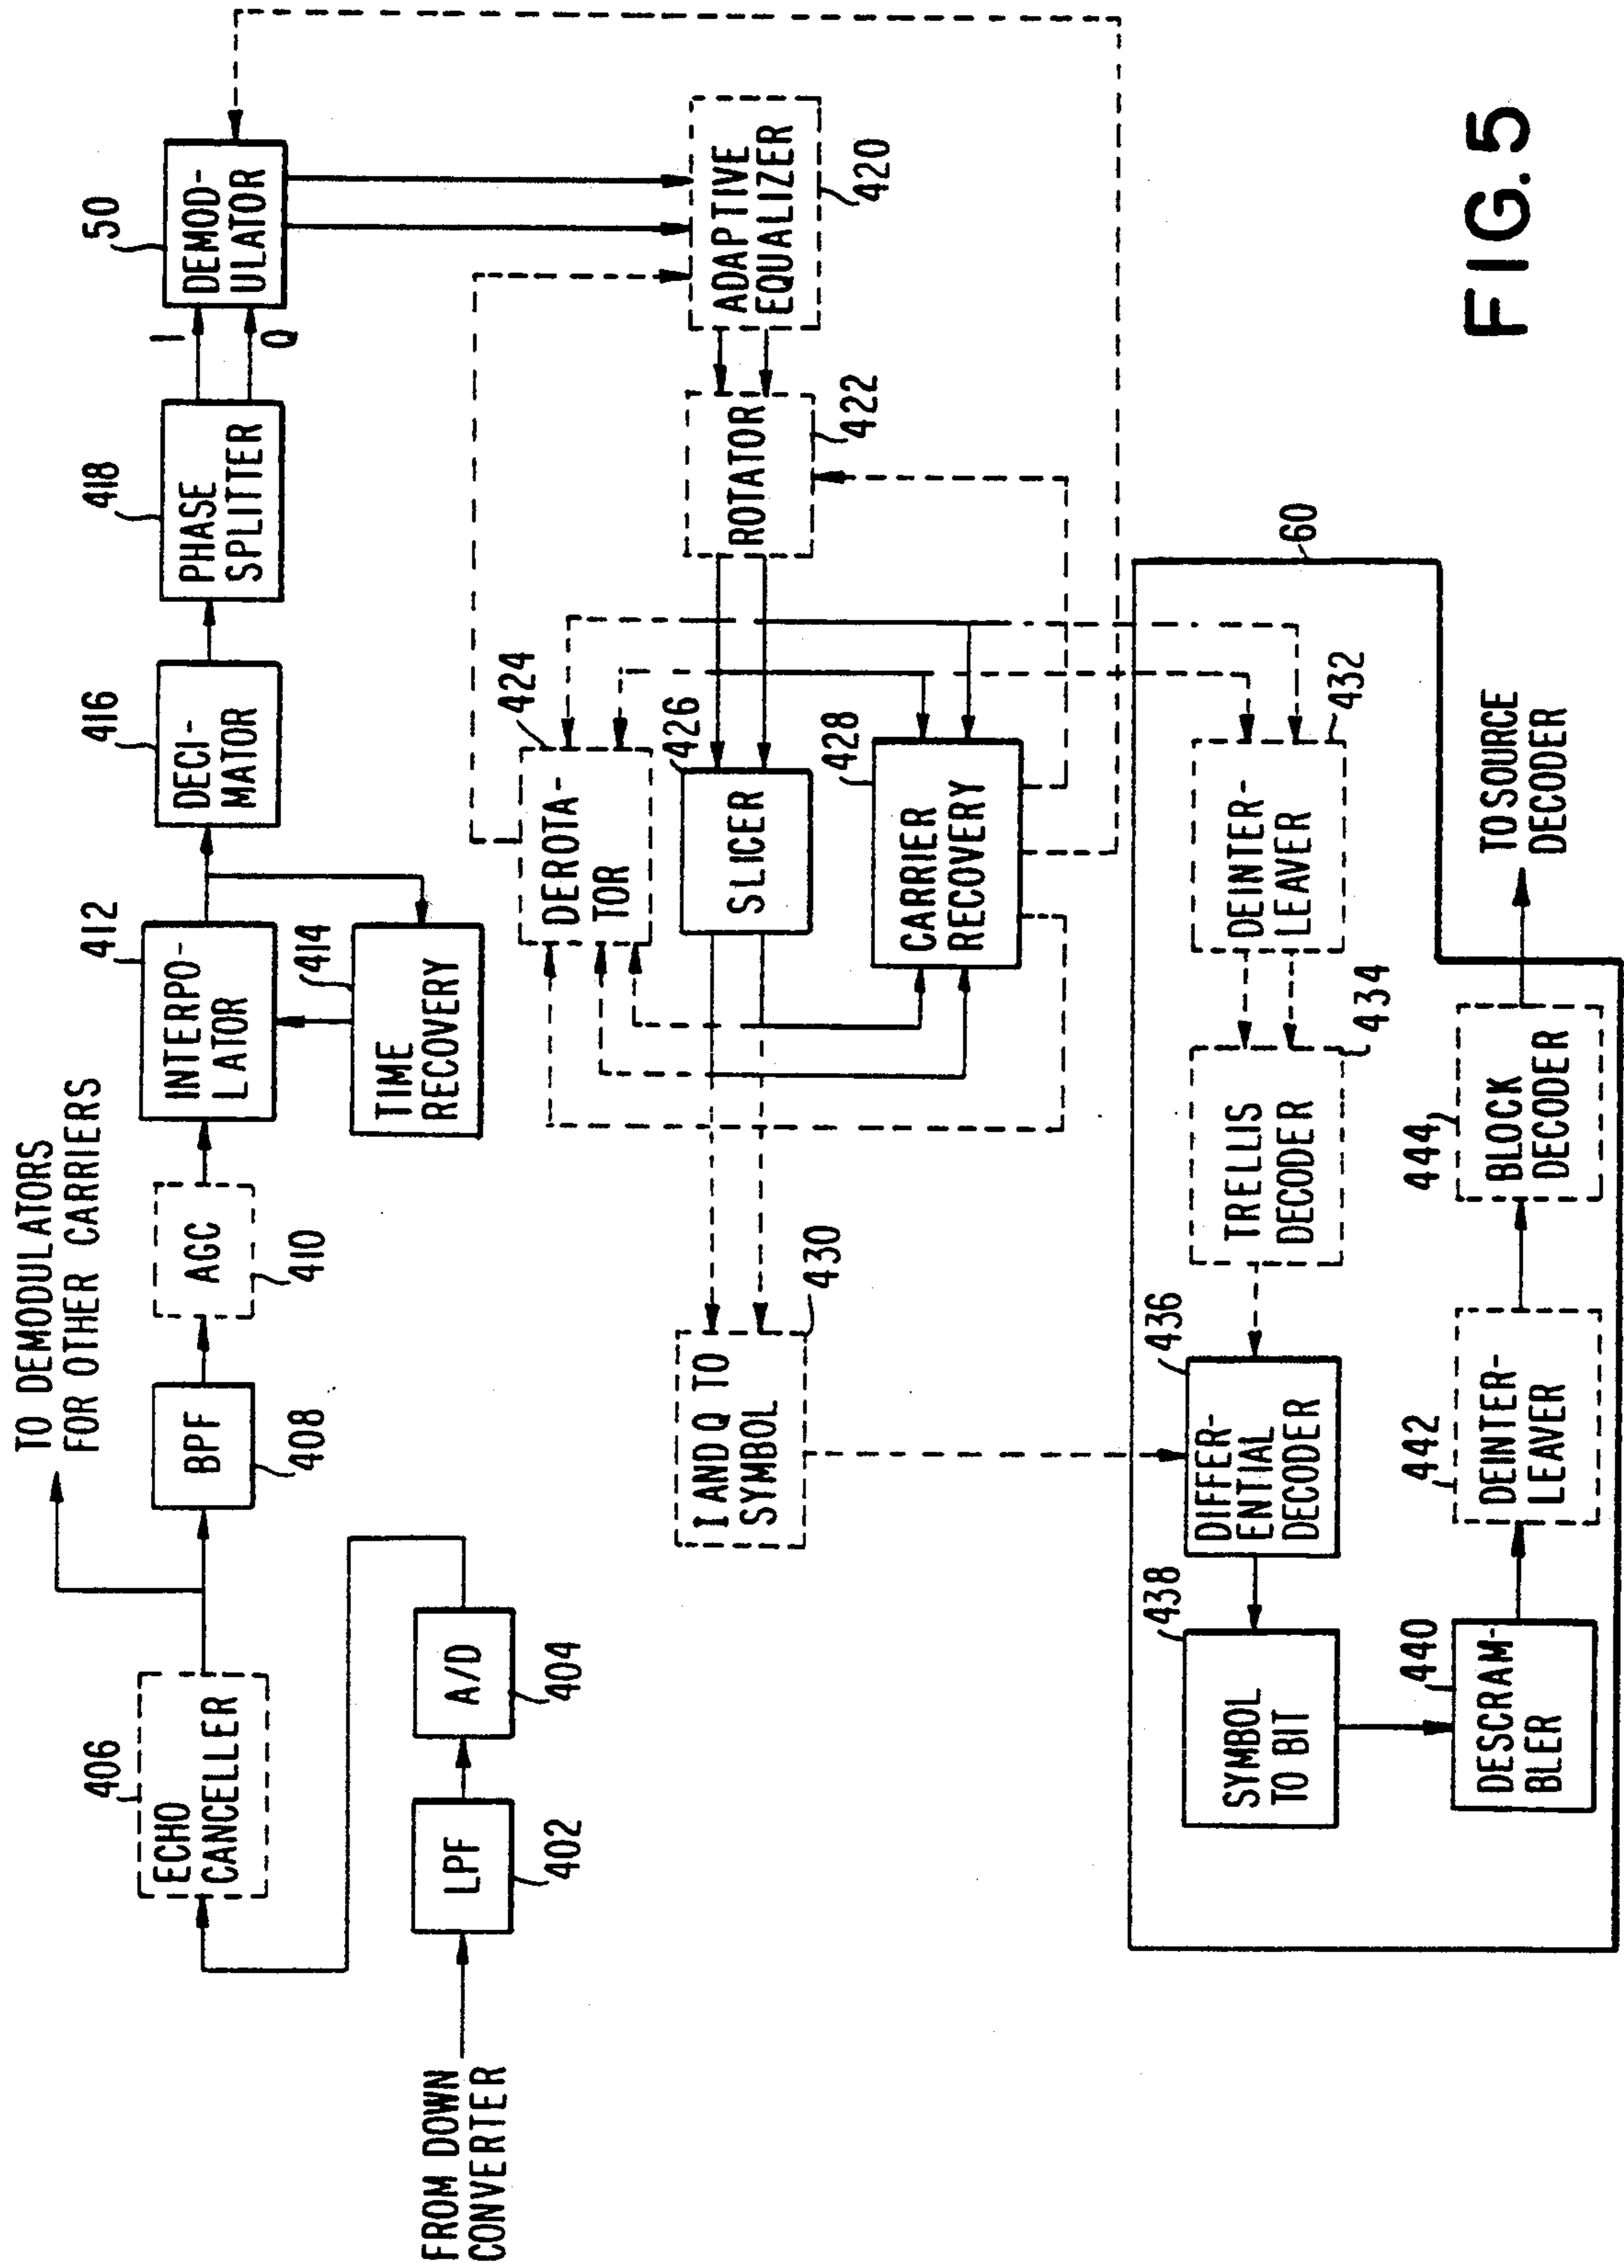 TO DEMODULATORS
FOR OTHER CARRIERS
406
ECHO
CANCELLER
BPF
408
AGC
410
412
INTERPO-
LATOR
414
TIME
RECOVERY
416
DECI-
MATOR
418
PHASE
SPLITTER
I
Q
50
DEMOD-
ULATOR
FROM DOWN
CONVERTER
LPF
402
A/D
404
ADAPTIVE
EQUALIZER
420
ROTATOR
422
424
DEROTA-
TOR
426
SLICER
428
CARRIER
RECOVERY
I AND Q TO
SYMBOL
430
60
432
DEINTER-
LEAVER
434
TRELLIS
DECODER
436
DIFFER-
ENTIAL
DECODER
438
SYMBOL
TO BIT
440
DESCRAM-
BLER
442
DEINTER-
LEAVER
444
BLOCK
DECODER
TO SOURCE
DECODER
FIG. 5